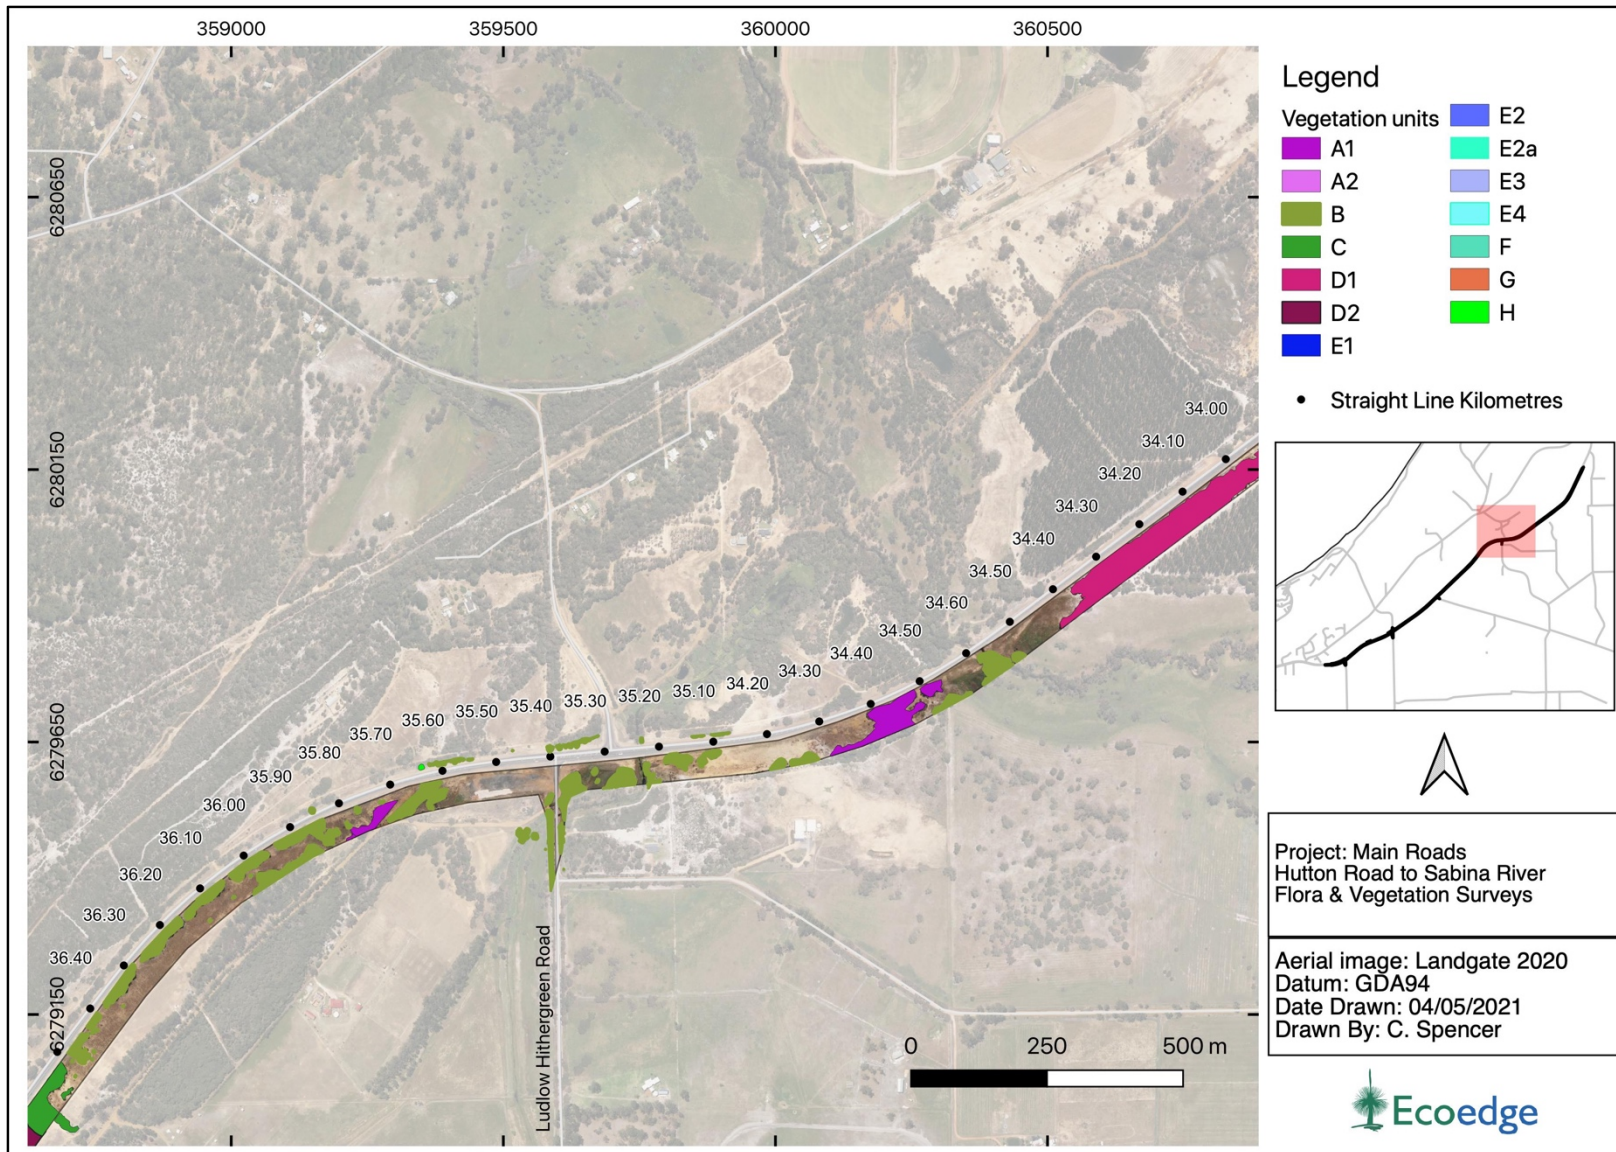 359000
359500
360000
360500
6280650
6280150
6279650
6279150
34.00
34.10
34.20
34.30
34.40
34.50
34.60
34.50
34.40
34.30
34.20
35.10
35.20
35.30
35.40
35.50
35.60
35.70
35.80
35.90
36.00
36.10
36.20
36.30
36.40
Ludlow Hithergreen Road
0 250 500 m
Legend
Vegetation units
A1
A2
B
C
D1
D2
E1
E2
E2a
E3
E4
F
G
H
Straight Line Kilometres
Project: Main Roads
Hutton Road to Sabina River
Flora & Vegetation Surveys
Aerial image: Landgate 2020
Datum: GDA94
Date Drawn: 04/05/2021
Drawn By: C. Spencer
Ecoedge